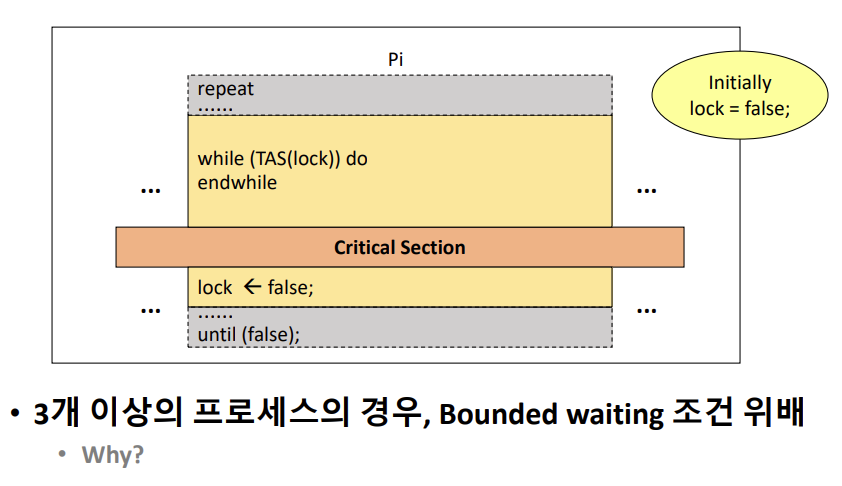 Pi
Initially
lock = false;
repeat
……
while (TAS(lock)) do
endwhile
...
...
Critical Section
lock ← false;
...
...
……
until (false);
• 3개 이상의 프로세스의 경우, Bounded waiting 조건 위배
• Why?